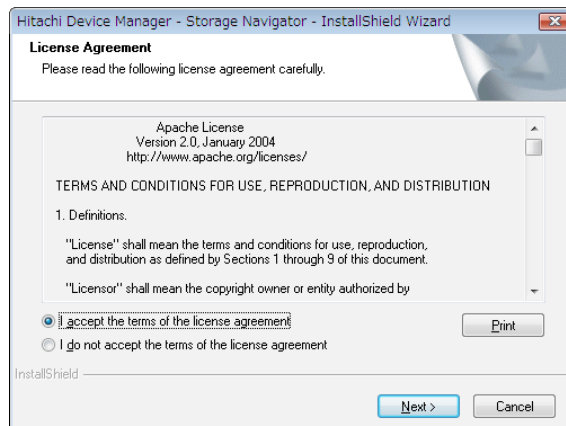 Hitachi Device Manager - Storage Navigator - InstallShield Wizard
License Agreement
Please read the following license agreement carefully.
Apache License
Version 2.0, January 2004
http://www.apache.org/licenses/
TERMS AND CONDITIONS FOR USE, REPRODUCTION, AND DISTRIBUTION
1. Definitions.
"License" shall mean the terms and conditions for use, reproduction,
and distribution as defined by Sections 1 through 9 of this document.
"Licensor" shall mean the copyright owner or entity authorized by
I accept the terms of the license agreement
Print
I do not accept the terms of the license agreement
InstallShield
Next >
Cancel